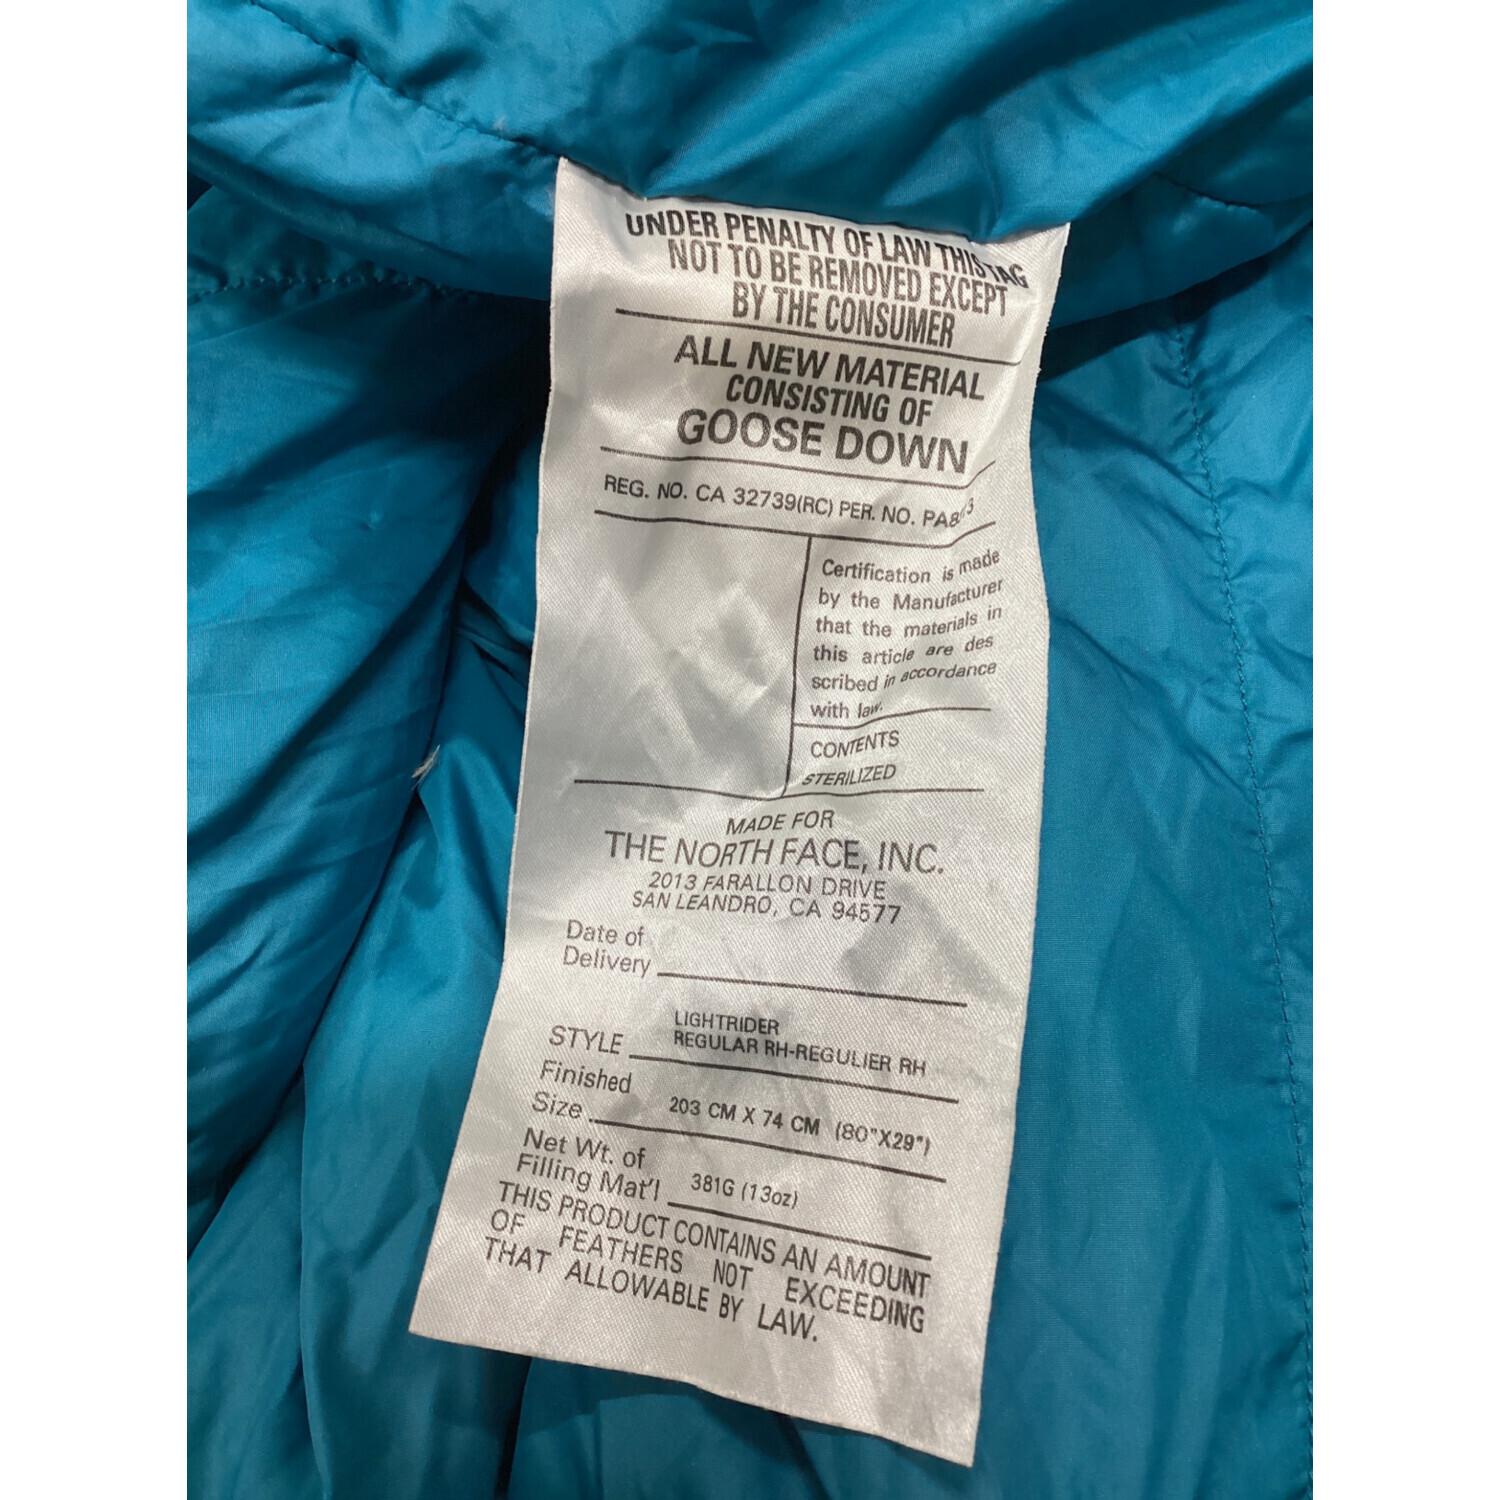 UNDER PENALTY OF LAW THIS TAG
NOT TO BE REMOVED EXCEPT
BY THE CONSUMER
ALL NEW MATERIAL
CONSISTING OF
GOOSE DOWN
REG. NO. CA 32739(RC) PER. NO.
Certification is made
by the Manufacturer
that the materials in
this article are des
scribed in accordance
with law.
CONTENTS
STERILIZED
MADE FOR
THE NORTH FACE, INC.
2013 FARALLON DRIVE
SAN LEANDRO, CA 94577
Date of
Delivery
LIGHTRIDER
STYLE REGULAR RH-REGULIER RH
Finished
Size 203 CM X 74 CM (80"X29")
Net Wt. of
Filling Mat'l 381G (13oz)
THIS PRODUCT CONTAINS AN AMOUNT
OF FEATHERS NOT EXCEEDING
THAT ALLOWABLE BY LAW.